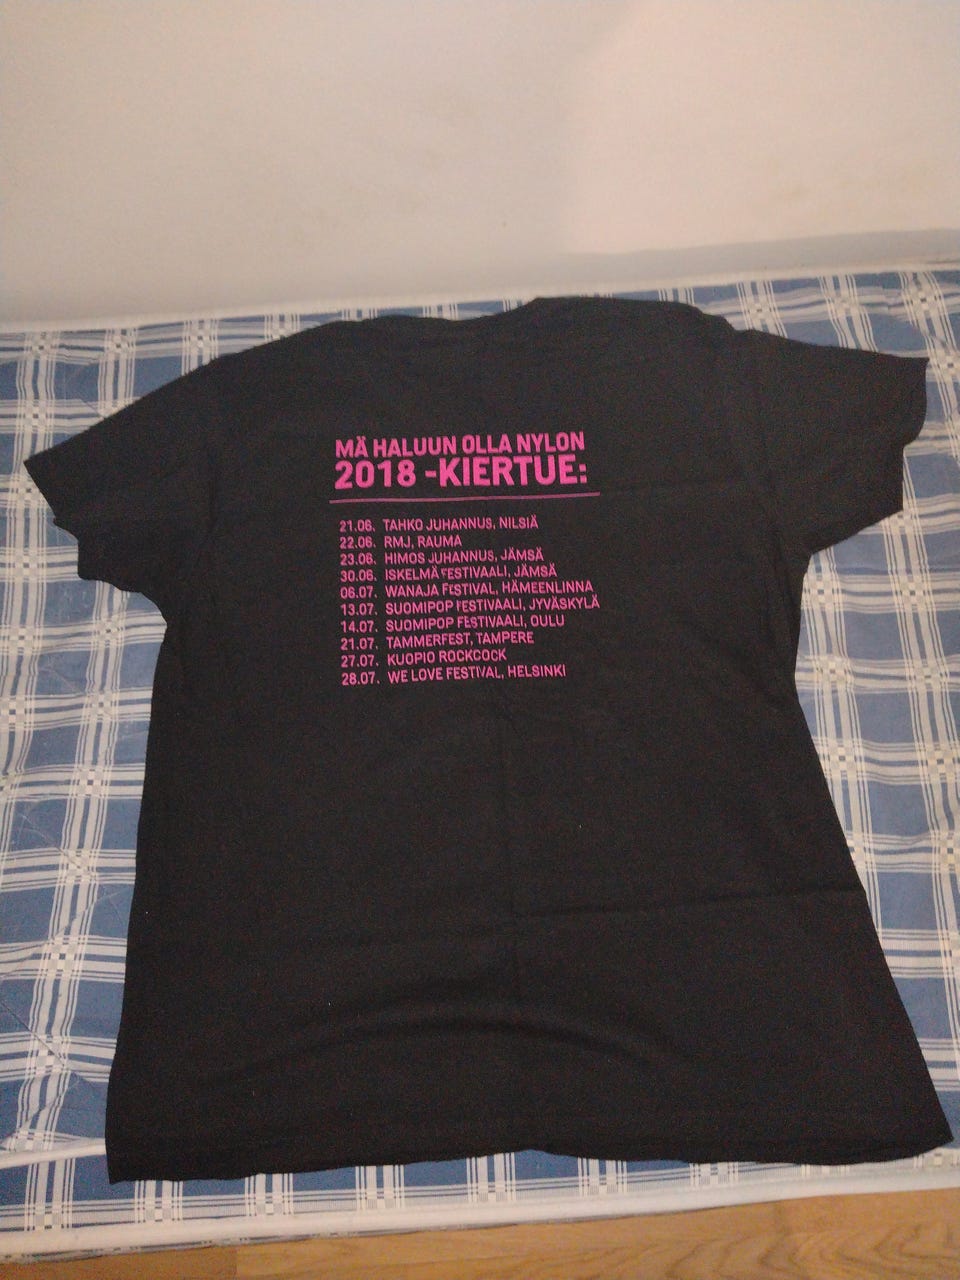 MÄ HALUUN OLLA NYLON
2018 -KIERTUE:
21.06. TAHKO JUHANNUS, NILSIÄ
22.06. RMJ, RAUMA
23.06. HIMOS JUHANNUS, JÄMSÄ
30.06. ISKELMÄ FESTIVAALI, JÄMSÄ
06.07. WANAJA FESTIVAL, HÄMEENLINNA
13.07. SUOMIPOP FESTIVAALI, JYVÄSKYLÄ
14.07. SUOMIPOP FESTIVAALI, OULU
21.07. TAMMERFEST, TAMPERE
27.07. KUOPIO ROCKCOCK
28.07. WE LOVE FESTIVAL, HELSINKI